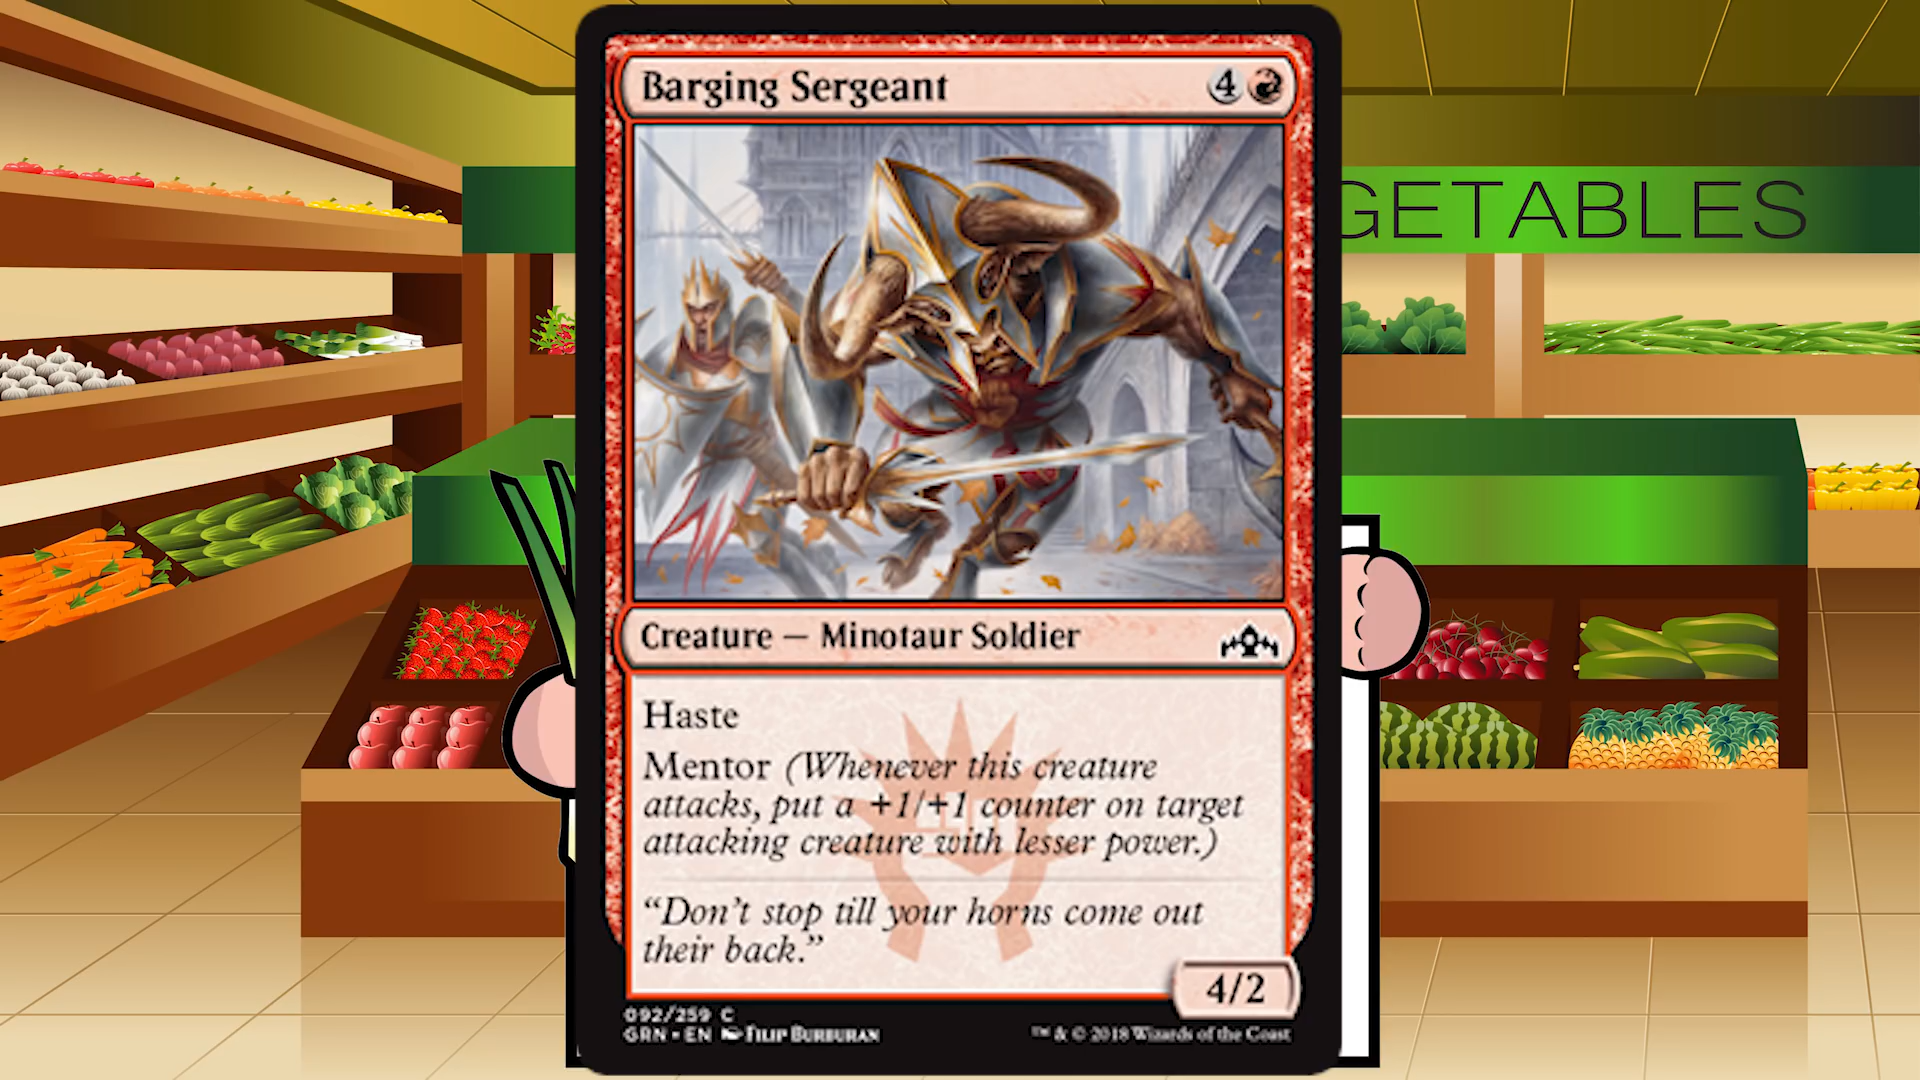 Barging Sergeant 4
GETABLES
Creature — Minotaur Soldier
Haste
Mentor (Whenever this creature
attacks, put a +1/+1 counter on target
attacking creature with lesser power.)
“Don’t stop till your horns come out
their back.”
4/2
092/259 C
GRN • EN Filip Burburan
™ & © 2018 Wizards of the Coast